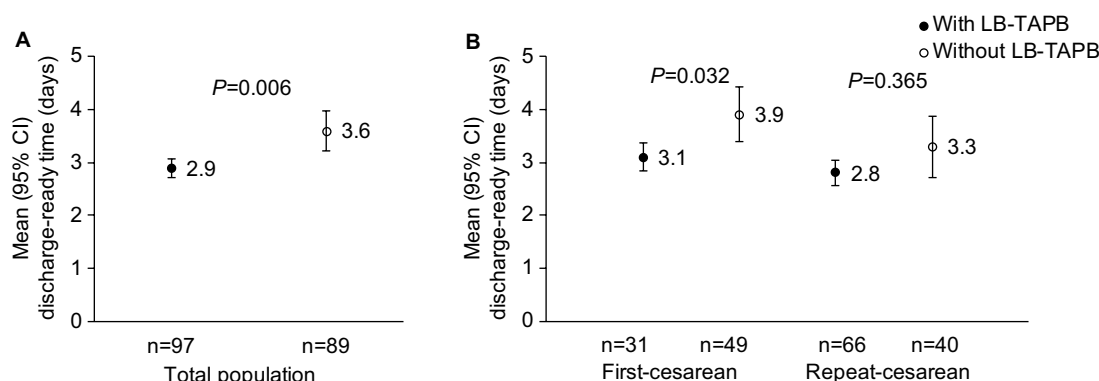 A
Mean (95% CI)
discharge-ready time (days)
5
4
3
2
1
0
P=0.006
2.9
3.6
n=97
n=89
Total population
B
With LB-TAPB
Without LB-TAPB
Mean (95% CI)
discharge-ready time (days)
5
4
3
2
1
0
P=0.032
P=0.365
3.1
3.9
2.8
3.3
n=31
n=49
n=66
n=40
First-cesarean
Repeat-cesarean